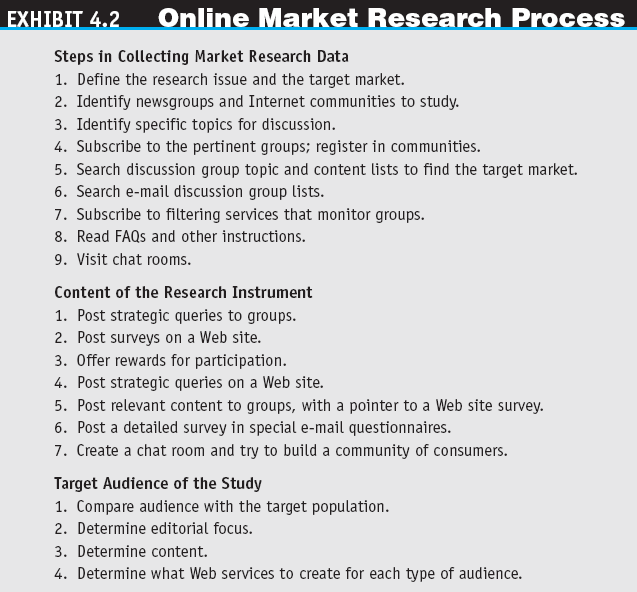 EXHIBIT 4.2 Online Market Research Process
Steps in Collecting Market Research Data
1. Define the research issue and the target market.
2. Identify newsgroups and Internet communities to study.
3. Identify specific topics for discussion.
4. Subscribe to the pertinent groups; register in communities.
5. Search discussion group topic and content lists to find the target market.
6. Search e-mail discussion group lists.
7. Subscribe to filtering services that monitor groups.
8. Read FAQs and other instructions.
9. Visit chat rooms.
Content of the Research Instrument
1. Post strategic queries to groups.
2. Post surveys on a Web site.
3. Offer rewards for participation.
4. Post strategic queries on a Web site.
5. Post relevant content to groups, with a pointer to a Web site survey.
6. Post a detailed survey in special e-mail questionnaires.
7. Create a chat room and try to build a community of consumers.
Target Audience of the Study
1. Compare audience with the target population.
2. Determine editorial focus.
3. Determine content.
4. Determine what Web services to create for each type of audience.